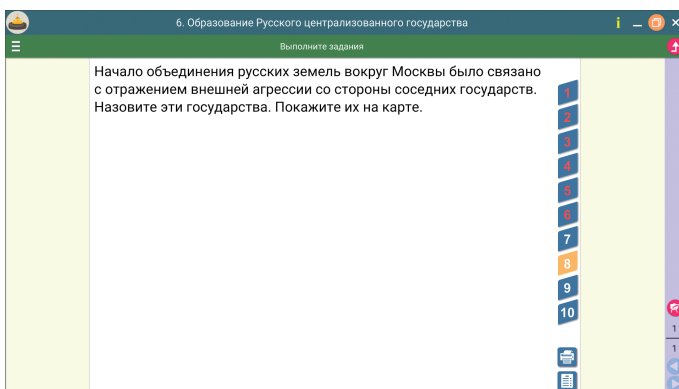 6. Образование Русского централизованного государства
i
Выполните задания
Начало объединения русских земель вокруг Москвы было связано
с отражением внешней агрессии со стороны соседних государств.
Назовите эти государства. Покажите их на карте.
1
2
3
4
5
6
7
8
9
10
1
1